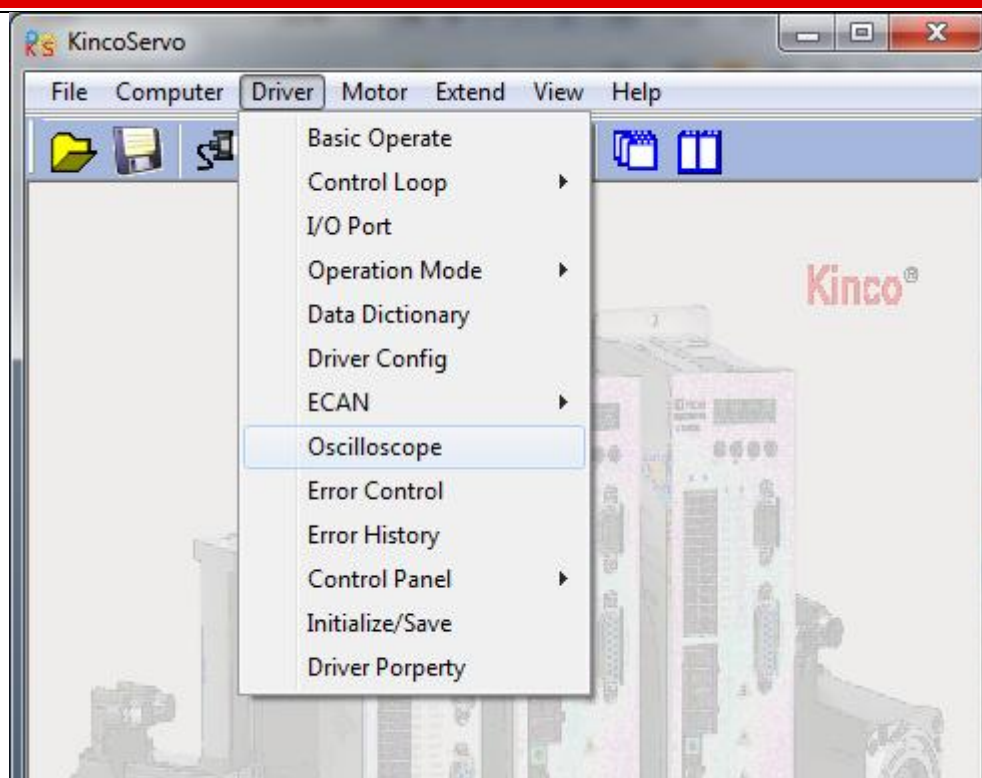 KincoServo
File Computer Driver Motor Extend View Help
Basic Operate
Control Loop
I/O Port
Operation Mode
Data Dictionary
Driver Config
ECAN
Oscilloscope
Error Control
Error History
Control Panel
Initialize/Save
Driver Porperty
Kinco®